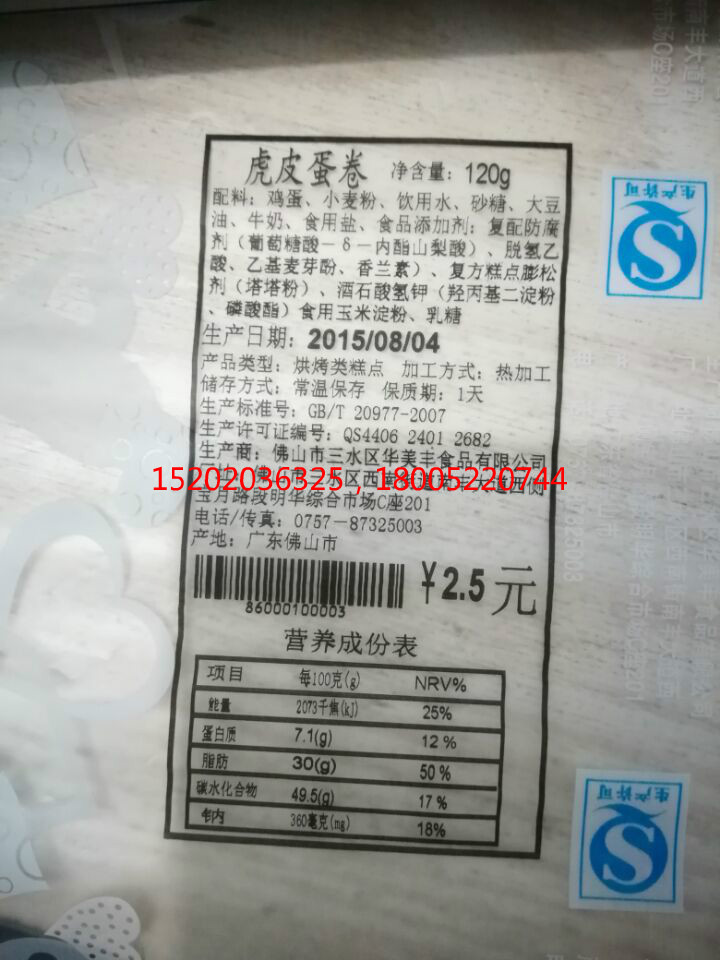 虎皮蛋卷 净含量：120g
配料：鸡蛋、小麦粉、饮用水、砂糖、大豆
油、牛奶、食用盐、食品添加剂：复配防腐
剂（葡萄糖酸－δ－内酯山梨酸）、脱氢乙
酸、乙基麦芽酚、香兰素）、复方糕点膨松
剂（塔塔粉）、酒石酸氢钾（羟丙基二淀粉
、磷酸酯）食用玉米淀粉、乳糖
生产日期：2015/08/04
产品类型：烘烤类糕点 加工方式：热加工
储存方式：常温保存 保质期：1天
生产标准号：GB/T 20977-2007
生产许可证编号：QS4406 2401 2682
生产商：佛山市三水区华美丰食品有限公司
15202036325，18005220744
宝月路段明华综合市场C座201
电话/传真：0757－87325003
产地：广东佛山市
86000100003
¥2.5元
营养成份表
项目 每100克(g) NRV%
能量 2073千焦(kJ) 25%
蛋白质 7.1(g) 12%
脂肪 30(g) 50%
碳水化合物 49.5(g) 17%
钠 360毫克(mg) 18%
生产许可
生产许可